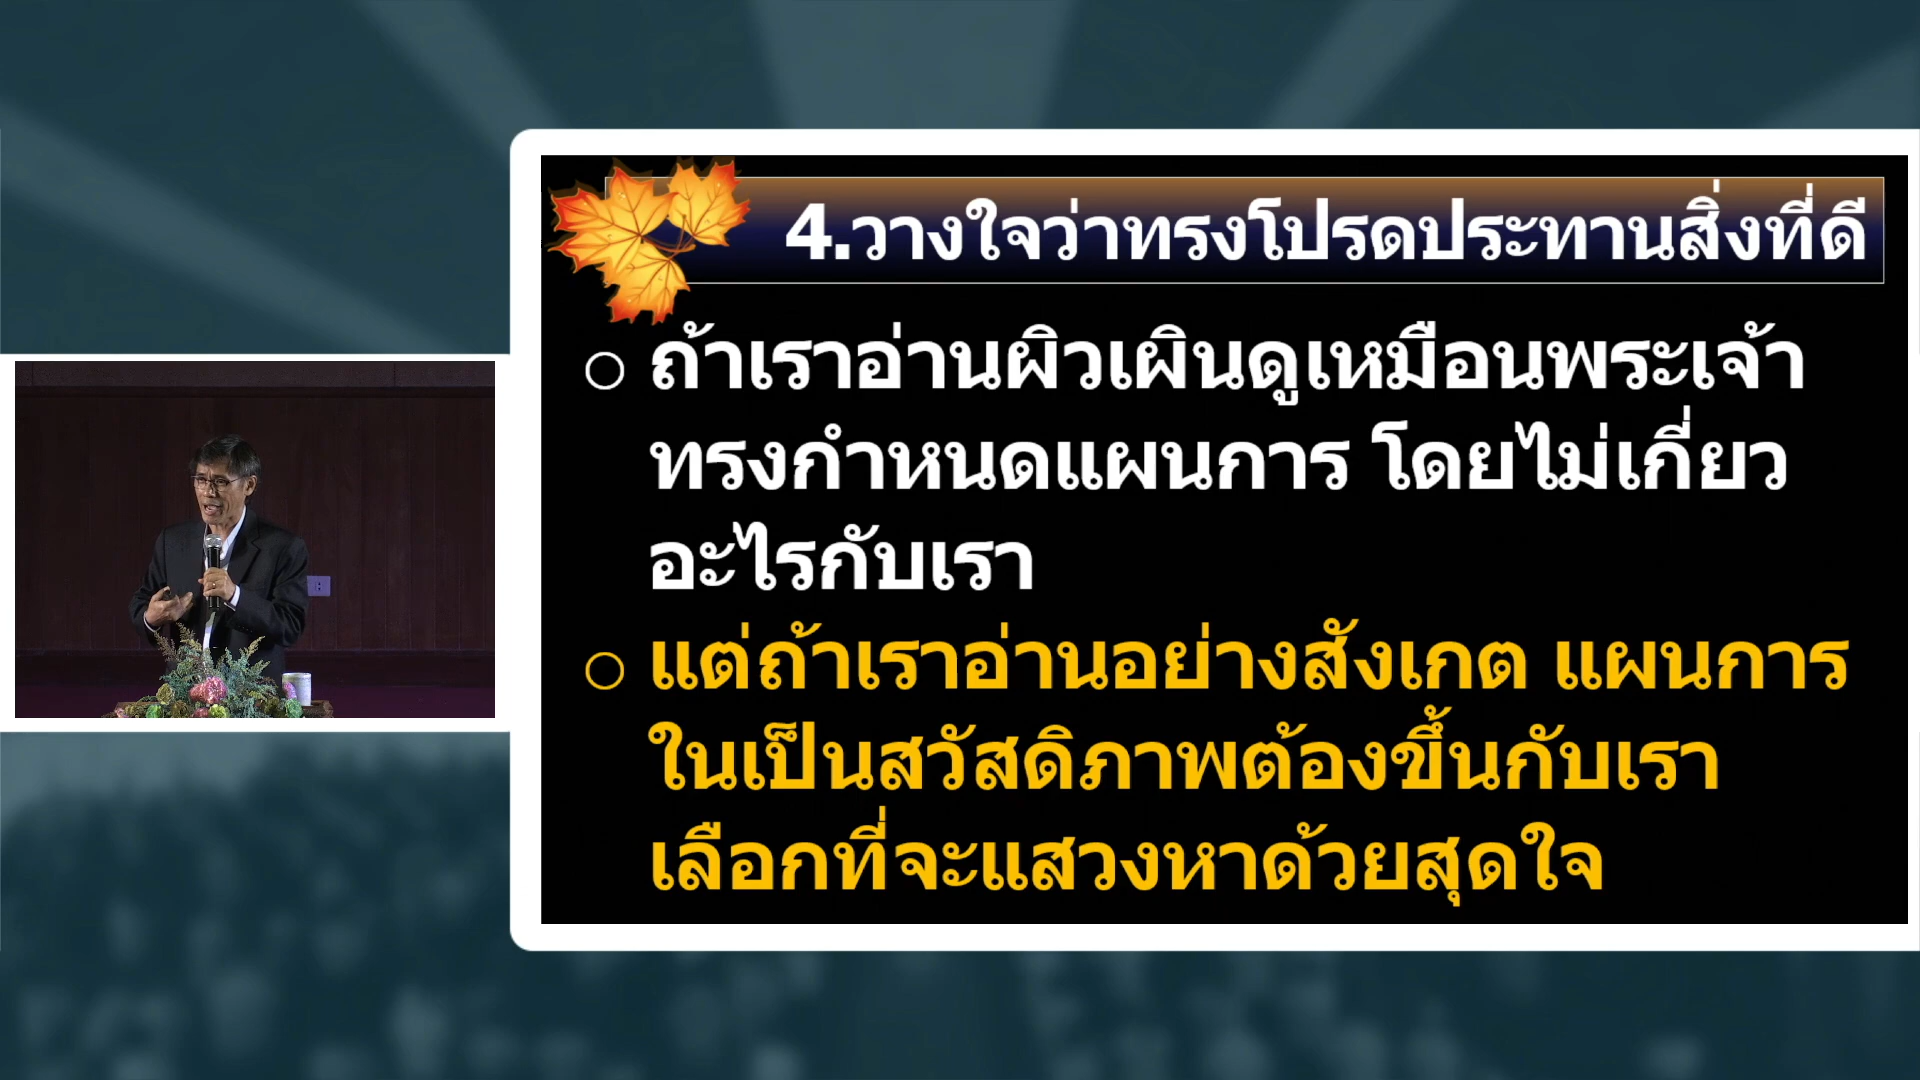 4.วางใจว่าทรงโปรดประทานสิ่งที่ดี
ถ้าเราอ่านผิวเผินดูเหมือนพระเจ้า
ทรงกำหนดแผนการ โดยไม่เกี่ยว
อะไรกับเรา
แต่ถ้าเราอ่านอย่างสังเกต แผนการ
ในเป็นสวัสดิภาพต้องขึ้นกับเรา
เลือกที่จะแสวงหาด้วยสุดใจ